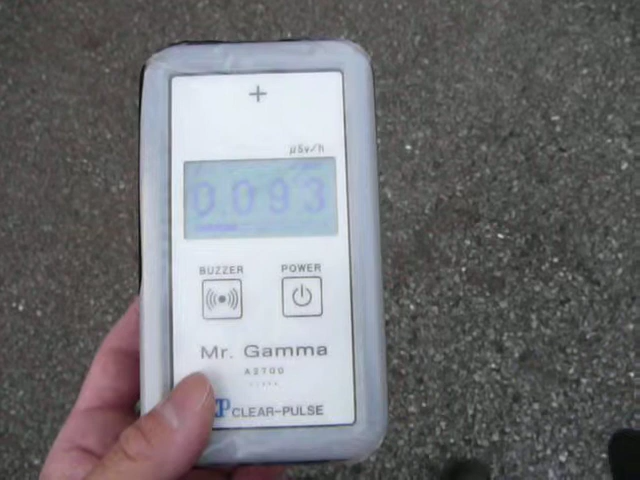 +
µSv/h
0.093
BUZZER POWER
Mr. Gamma
A2700
CLEAR-PULSE